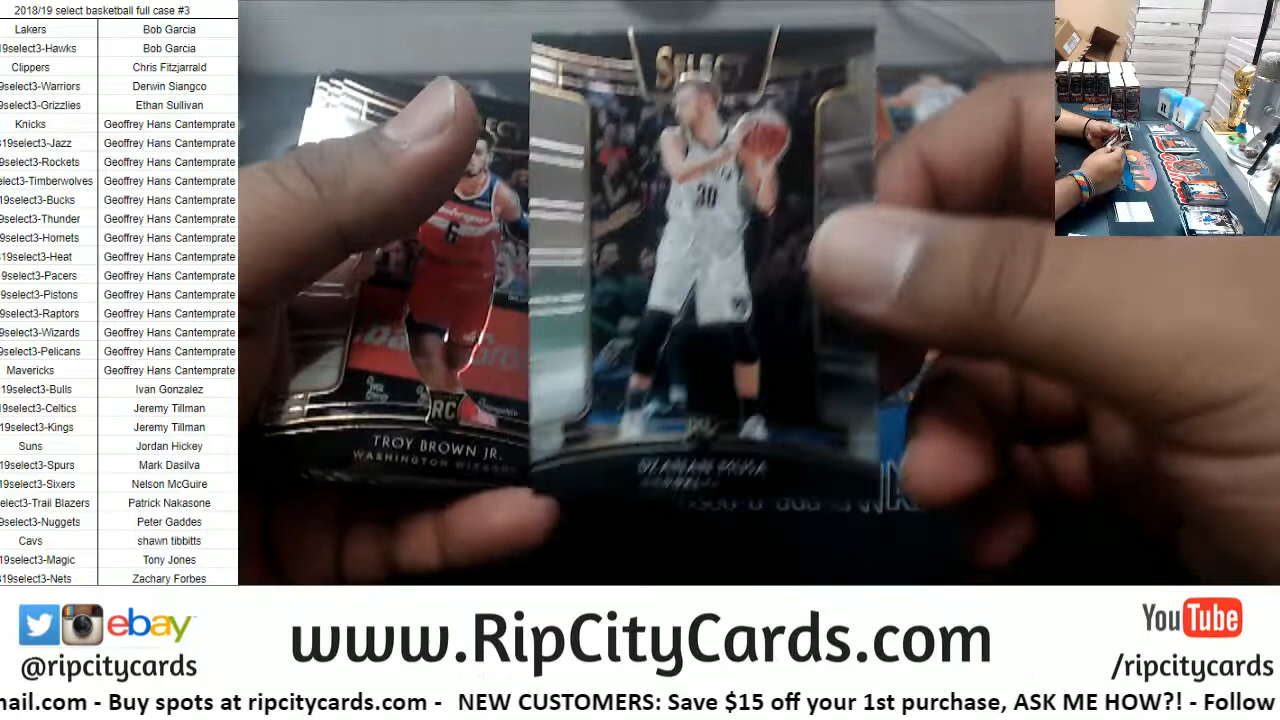 2018/19 select basketball full case #3
Lakers Bob Garcia
19select3-Hawks Bob Garcia
Clippers Chris Fitzjarrald
9select3-Warriors Derwin Siangco
9select3-Grizzlies Ethan Sullivan
Knicks Geoffrey Hans Cantemprate
19select3-Jazz Geoffrey Hans Cantemprate
9select3-Rockets Geoffrey Hans Cantemprate
elect3-Timberwolves Geoffrey Hans Cantemprate
9select3-Bucks Geoffrey Hans Cantemprate
9select3-Thunder Geoffrey Hans Cantemprate
9select3-Hornets Geoffrey Hans Cantemprate
19select3-Heat Geoffrey Hans Cantemprate
9select3-Pacers Geoffrey Hans Cantemprate
9select3-Pistons Geoffrey Hans Cantemprate
9select3-Raptors Geoffrey Hans Cantemprate
9select3-Wizards Geoffrey Hans Cantemprate
9select3-Pelicans Geoffrey Hans Cantemprate
Mavericks Geoffrey Hans Cantemprate
19select3-Bulls Ivan Gonzalez
9select3-Celtics Jeremy Tillman
19select3-Kings Jeremy Tillman
Suns Jordan Hickey
19select3-Spurs Mark Dasilva
19select3-Sixers Nelson McGuire
elect3-Trail Blazers Patrick Nakasone
9select3-Nuggets Peter Gaddes
Cavs shawn tibbitts
19select3-Magic Tony Jones
19select3-Nets Zachary Forbes
SELECT
30
6
RC
TROY BROWN JR.
WASHINGTON WIZARDS
ebay
@ripcitycards
www.RipCityCards.com
YouTube
/ripcitycards
mail.com - Buy spots at ripcitycards.com - NEW CUSTOMERS: Save $15 off your 1st purchase, ASK ME HOW?! - Follow